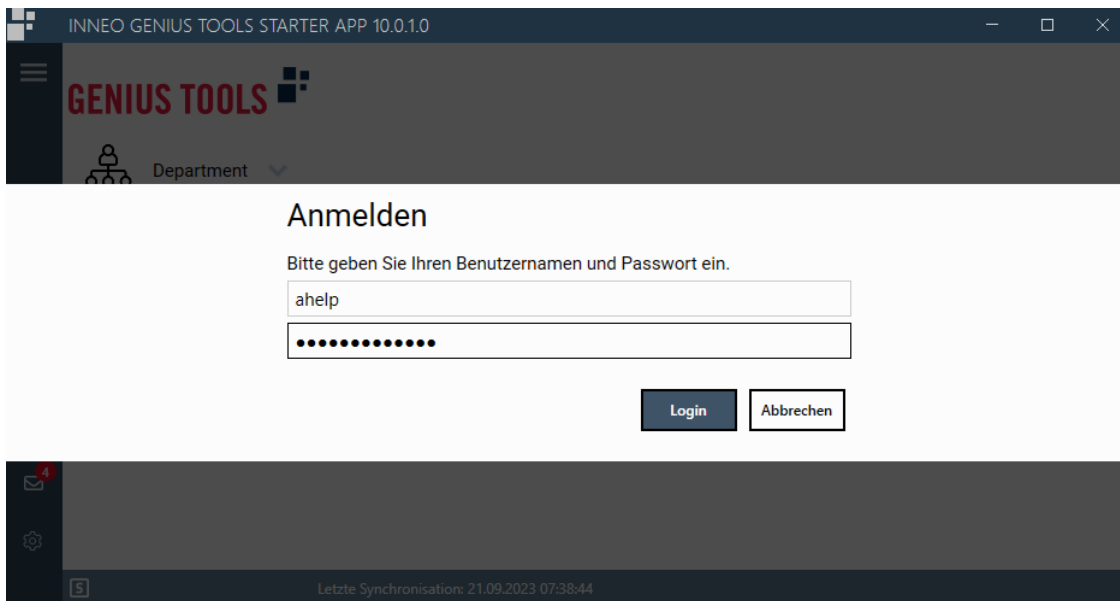 INNEO GENIUS TOOLS STARTER APP 10.0.1.0
GENIUS TOOLS
Department
Anmelden
Bitte geben Sie Ihren Benutzernamen und Passwort ein.
ahelp
●●●●●●●●●●●●●
Login Abbrechen
4
S
Letzte Synchronisation: 21.09.2023 07:38:44